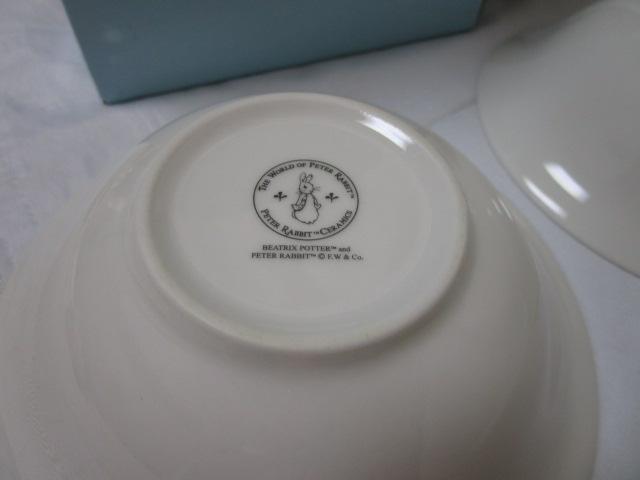 THE WORLD OF PETER RABBIT™
PETER RABBIT™ CERAMICS
BEATRIX POTTER™ and
PETER RABBIT™ © F.W & Co.